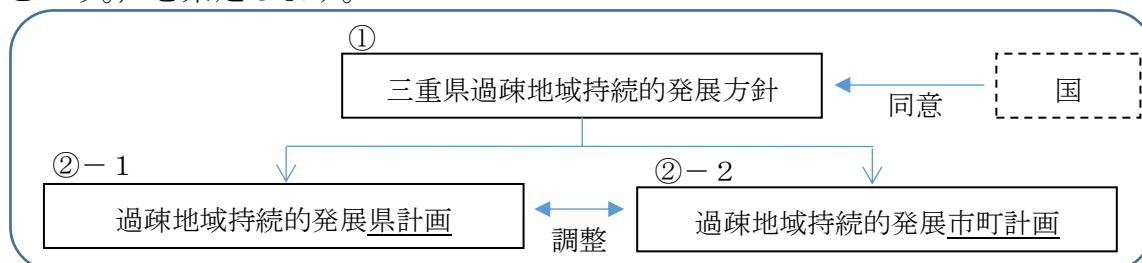 ①
三重県過疎地域持続的発展方針
同意
国
②－１
過疎地域持続的発展県計画
調整
②－２
過疎地域持続的発展市町計画